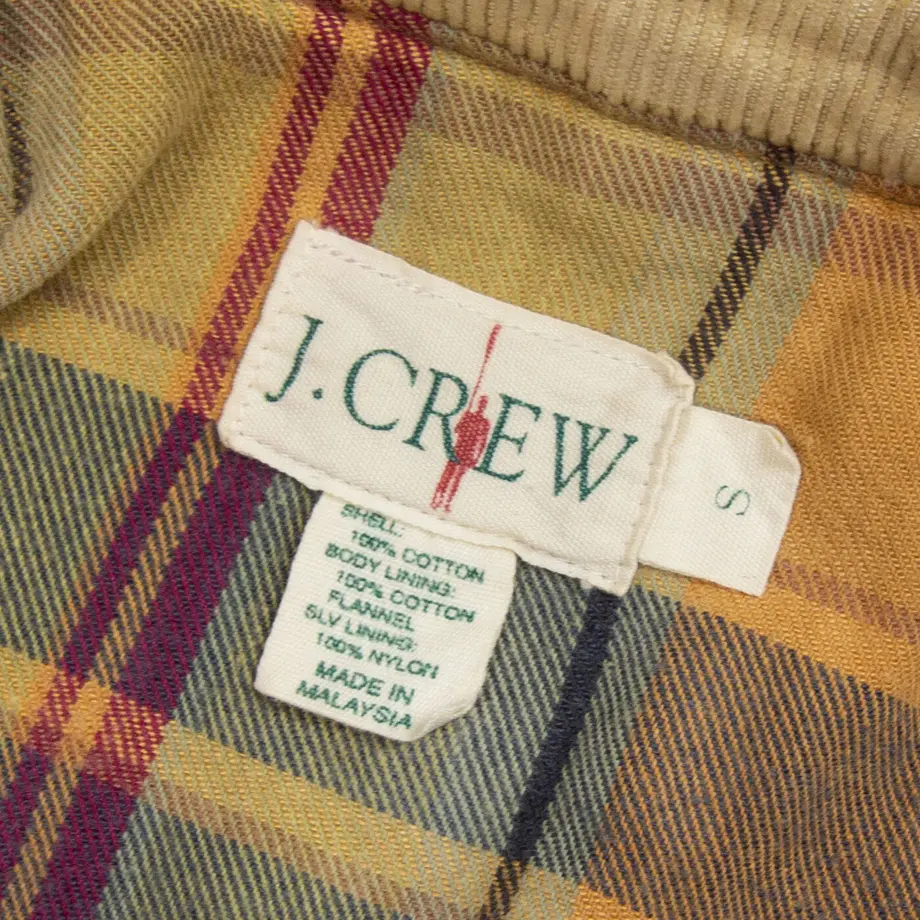 J. CREW
S
SHELL:
100% COTTON
BODY LINING:
100% COTTON
FLANNEL
SLV LINING:
100% NYLON
MADE IN
MALAYSIA